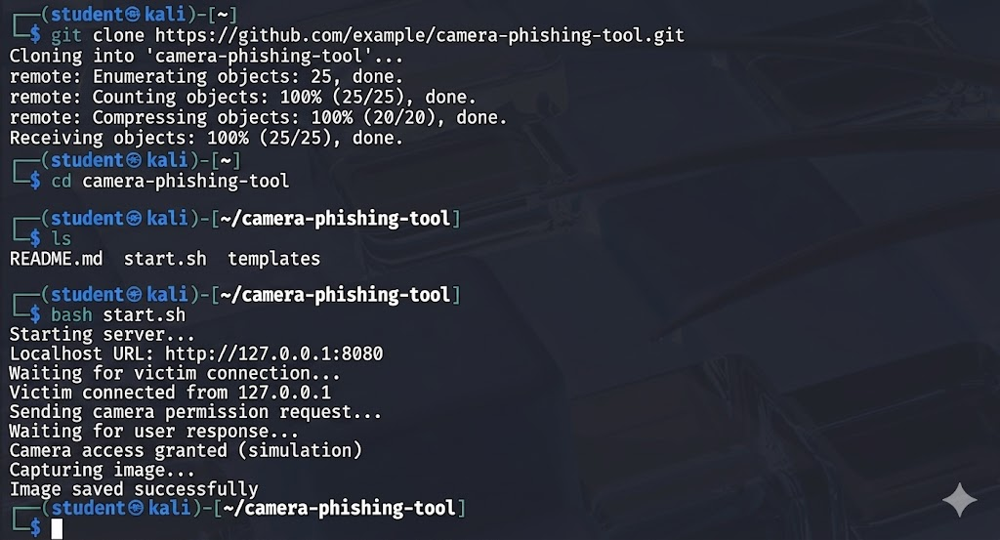 ┌──(student㉿kali)-[~]
└─$ git clone https://github.com/example/camera-phishing-tool.git
Cloning into 'camera-phishing-tool'...
remote: Enumerating objects: 25, done.
remote: Counting objects: 100% (25/25), done.
remote: Compressing objects: 100% (20/20), done.
Receiving objects: 100% (25/25), done.
┌──(student㉿kali)-[~]
└─$ cd camera-phishing-tool
┌──(student㉿kali)-[~/camera-phishing-tool]
└─$ ls
README.md  start.sh  templates
┌──(student㉿kali)-[~/camera-phishing-tool]
└─$ bash start.sh
Starting server...
Localhost URL: http://127.0.0.1:8080
Waiting for victim connection...
Victim connected from 127.0.0.1
Sending camera permission request...
Waiting for user response...
Camera access granted (simulation)
Capturing image...
Image saved successfully
┌──(student㉿kali)-[~/camera-phishing-tool]
└─$